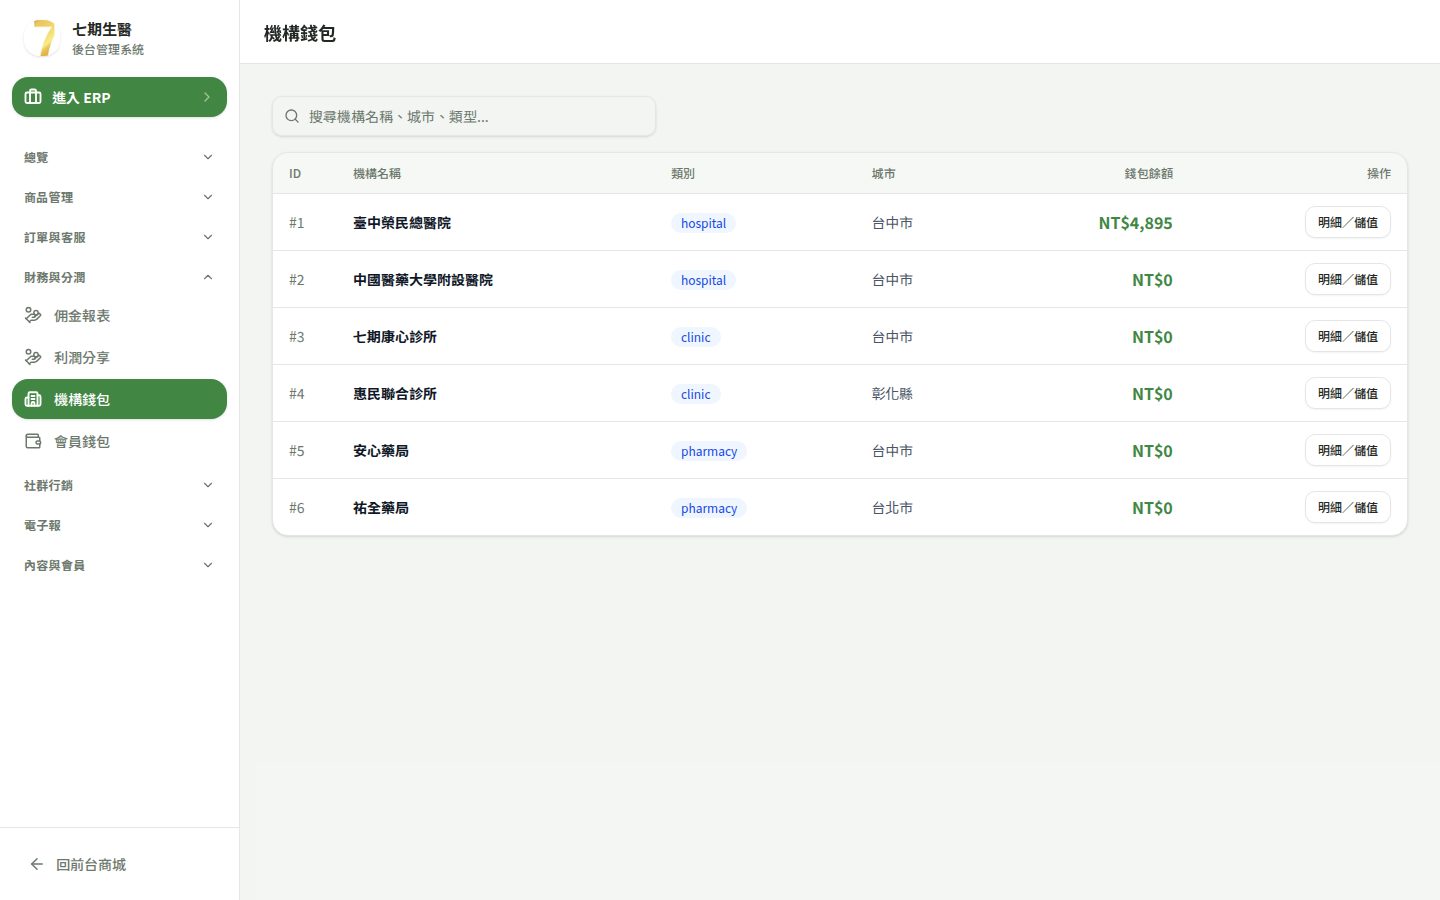 7
七期生醫
後台管理系統
進入 ERP
總覽
商品管理
訂單與客服
財務與分潤
佣金報表
利潤分享
機構錢包
會員錢包
社群行銷
電子報
內容與會員
回前台商城
機構錢包
搜尋機構名稱、城市、類型...
ID 機構名稱 類別 城市 錢包餘額 操作
#1 臺中榮民總醫院 hospital 台中市 NT$4,895 明細／儲值
#2 中國醫藥大學附設醫院 hospital 台中市 NT$0 明細／儲值
#3 七期康心診所 clinic 台中市 NT$0 明細／儲值
#4 惠民聯合診所 clinic 彰化縣 NT$0 明細／儲值
#5 安心藥局 pharmacy 台中市 NT$0 明細／儲值
#6 祐全藥局 pharmacy 台北市 NT$0 明細／儲值